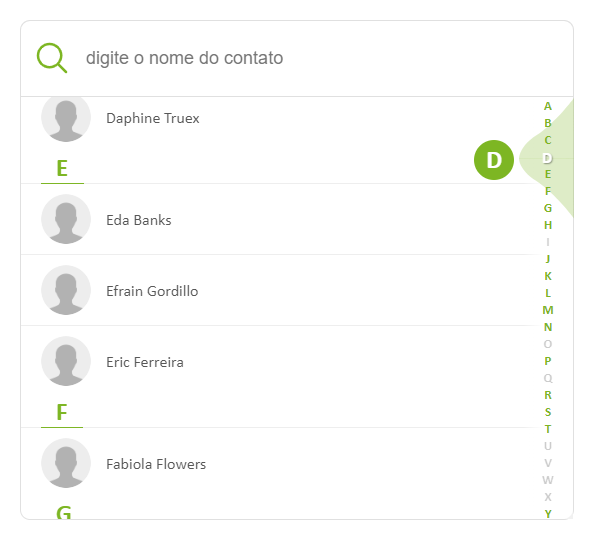 digite o nome do contato
Daphine Truex
E
Eda Banks
Efrain Gordillo
Eric Ferreira
F
Fabiola Flowers
G
D
A
B
C
D
E
F
G
H
I
J
K
L
M
N
O
P
Q
R
S
T
U
V
W
X
Y